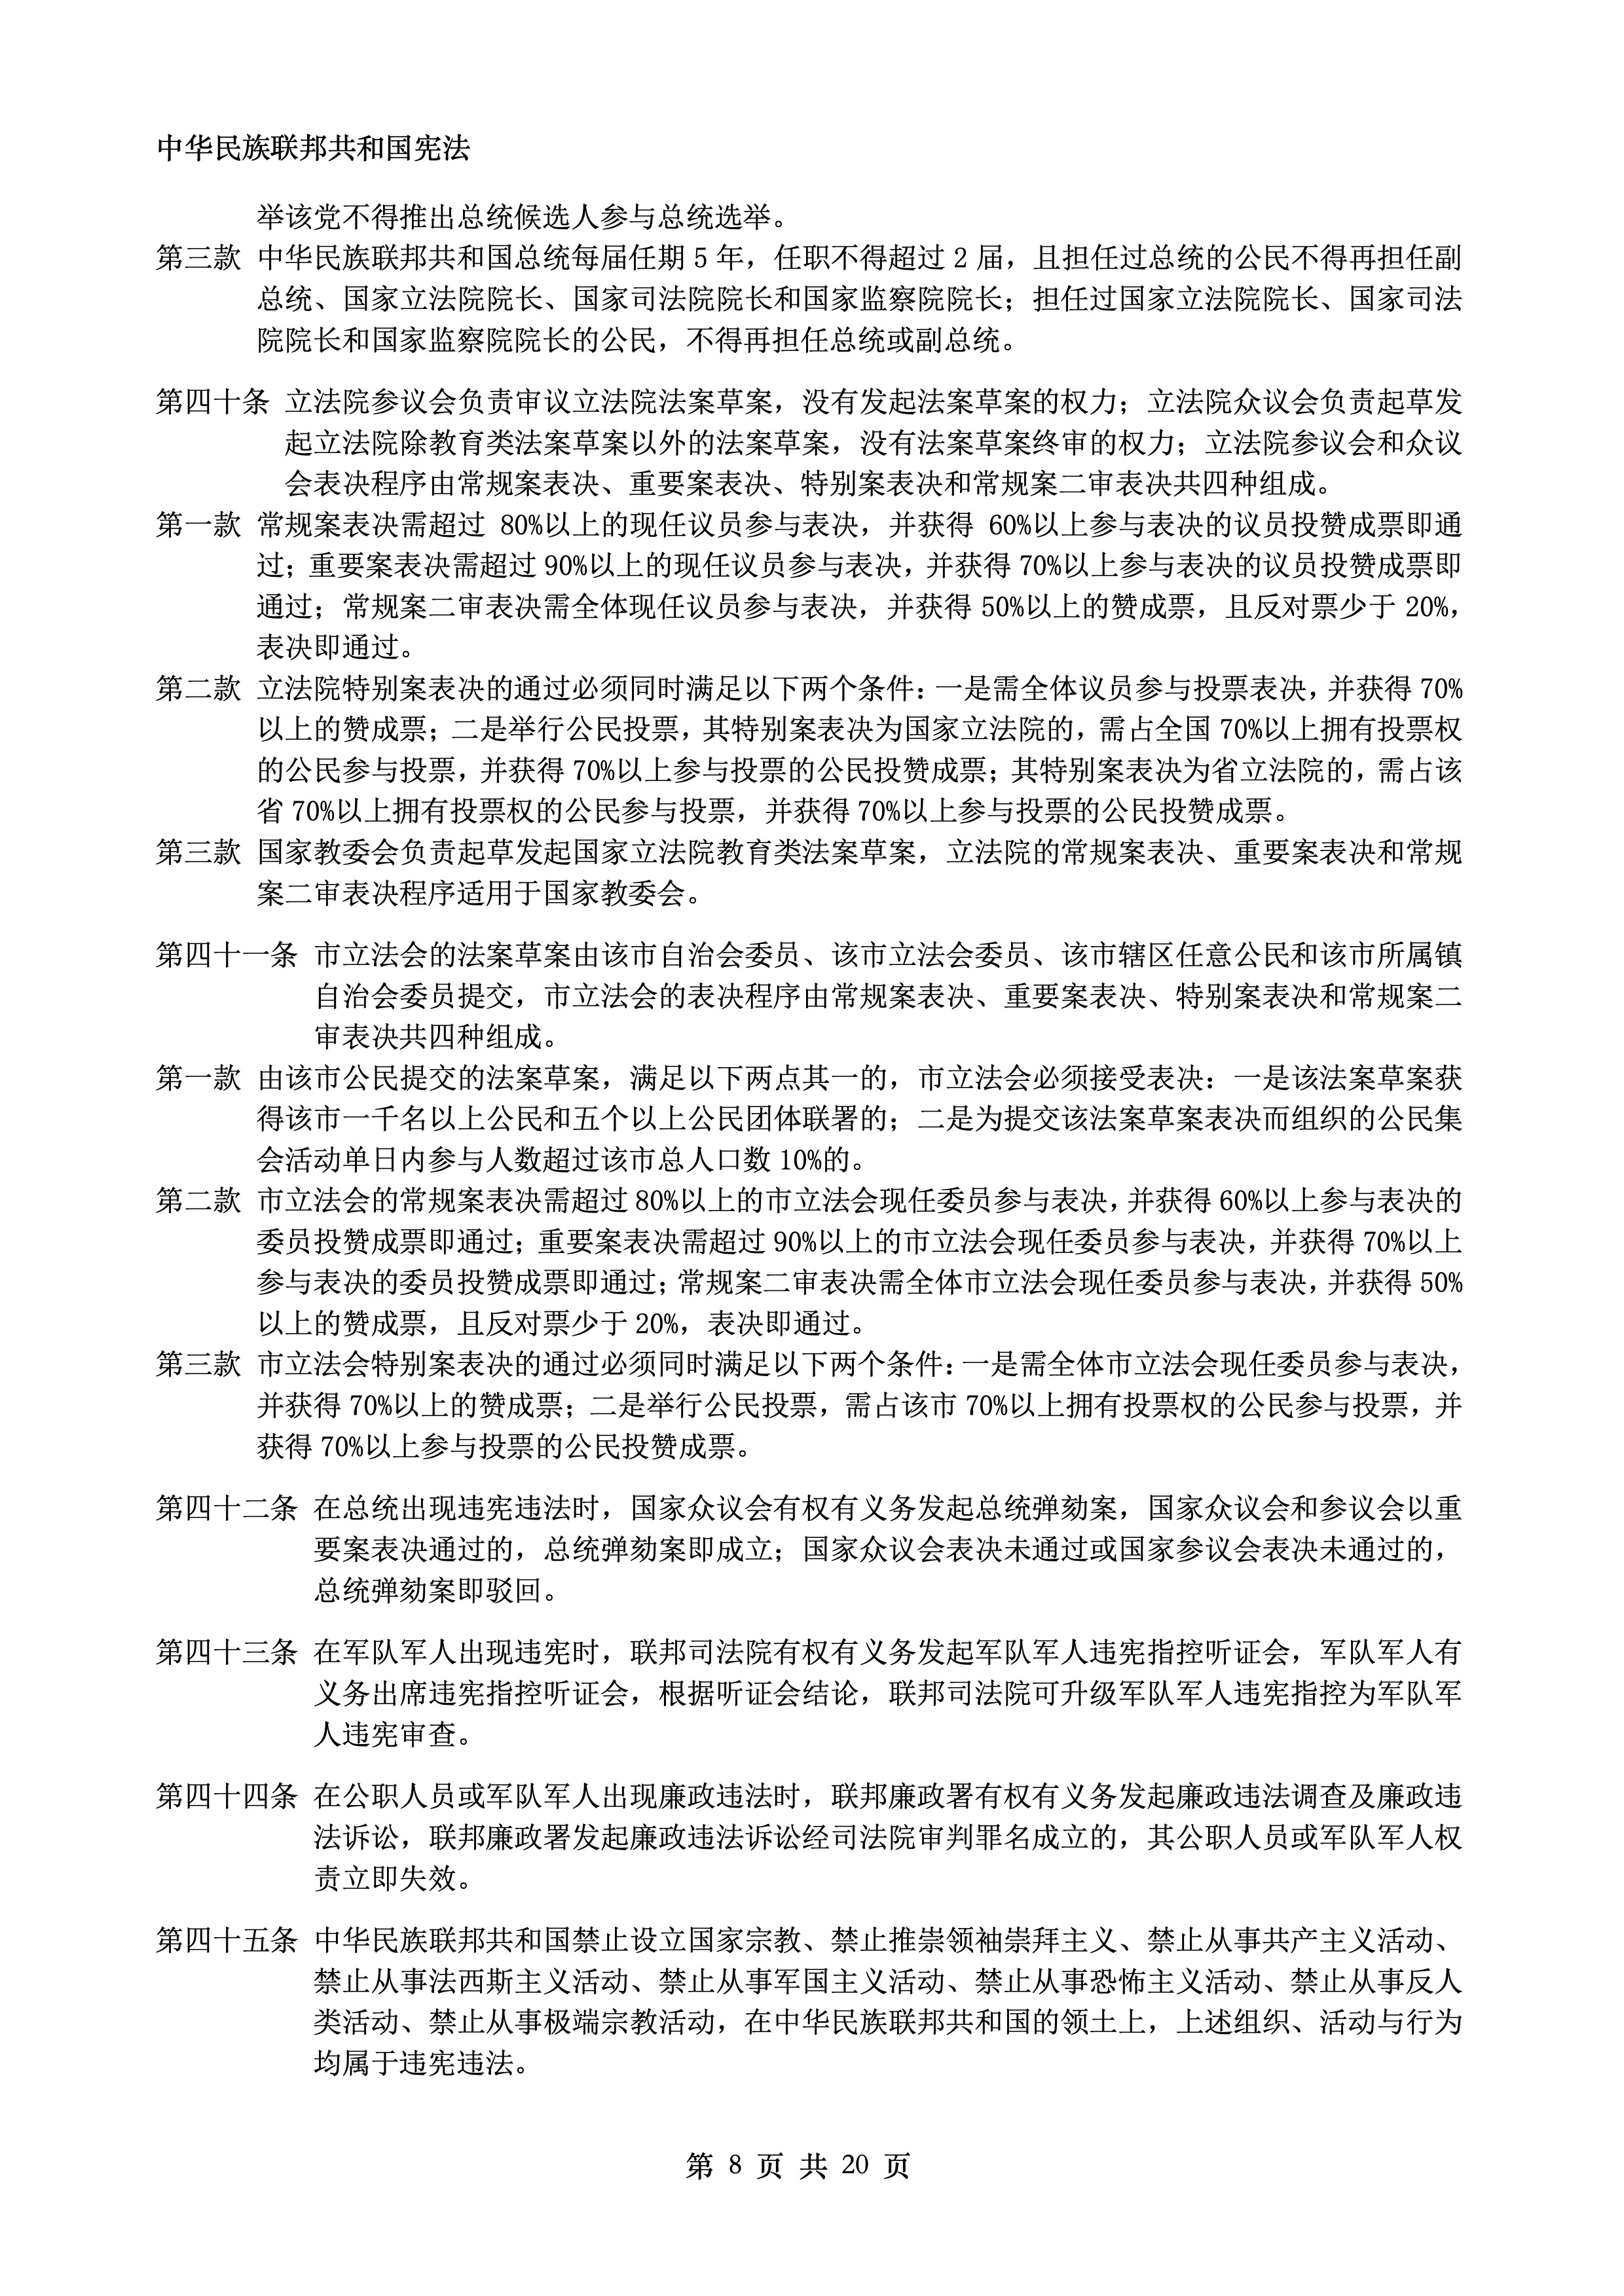 中华民族联邦共和国宪法
举该党不得推出总统候选人参与总统选举。
第三款 中华民族联邦共和国总统每届任期 5 年，任职不得超过 2 届，且担任过总统的公民不得再担任副
总统、国家立法院院长、国家司法院院长和国家监察院院长；担任过国家立法院院长、国家司法
院院长和国家监察院院长的公民，不得再担任总统或副总统。
第四十条 立法院参议会负责审议立法院法案草案，没有发起法案草案的权力；立法院众议会负责起草发
起立法院除教育类法案草案以外的法案草案，没有法案草案终审的权力；立法院参议会和众议
会表决程序由常规案表决、重要案表决、特别案表决和常规案二审表决共四种组成。
第一款 常规案表决需超过 80%以上的现任议员参与表决，并获得 60%以上参与表决的议员投赞成票即通
过；重要案表决需超过 90%以上的现任议员参与表决，并获得 70%以上参与表决的议员投赞成票即
通过；常规案二审表决需全体现任议员参与表决，并获得 50%以上的赞成票，且反对票少于 20%，
表决即通过。
第二款 立法院特别案表决的通过必须同时满足以下两个条件：一是需全体议员参与投票表决，并获得 70%
以上的赞成票；二是举行公民投票，其特别案表决为国家立法院的，需占全国 70%以上拥有投票权
的公民参与投票，并获得 70%以上参与投票的公民投赞成票；其特别案表决为省立法院的，需占该
省 70%以上拥有投票权的公民参与投票，并获得 70%以上参与投票的公民投赞成票。
第三款 国家教委会负责起草发起国家立法院教育类法案草案，立法院的常规案表决、重要案表决和常规
案二审表决程序适用于国家教委会。
第四十一条 市立法会的法案草案由该市自治会委员、该市立法会委员、该市辖区任意公民和该市所属镇
自治会委员提交，市立法会的表决程序由常规案表决、重要案表决、特别案表决和常规案二
审表决共四种组成。
第一款 由该市公民提交的法案草案，满足以下两点其一的，市立法会必须接受表决：一是该法案草案获
得该市一千名以上公民和五个以上公民团体联署的；二是为提交该法案草案表决而组织的公民集
会活动单日内参与人数超过该市总人口数 10%的。
第二款 市立法会的常规案表决需超过 80%以上的市立法会现任委员参与表决，并获得 60%以上参与表决的
委员投赞成票即通过；重要案表决需超过 90%以上的市立法会现任委员参与表决，并获得 70%以上
参与表决的委员投赞成票即通过；常规案二审表决需全体市立法会现任委员参与表决，并获得 50%
以上的赞成票，且反对票少于 20%，表决即通过。
第三款 市立法会特别案表决的通过必须同时满足以下两个条件：一是需全体市立法会现任委员参与表决，
并获得 70%以上的赞成票；二是举行公民投票，需占该市 70%以上拥有投票权的公民参与投票，并
获得 70%以上参与投票的公民投赞成票。
第四十二条 在总统出现违宪违法时，国家众议会有权有义务发起总统弹劾案，国家众议会和参议会以重
要案表决通过的，总统弹劾案即成立；国家众议会表决未通过或国家参议会表决未通过的，
总统弹劾案即驳回。
第四十三条 在军队军人出现违宪时，联邦司法院有权有义务发起军队军人违宪指控听证会，军队军人有
义务出席违宪指控听证会，根据听证会结论，联邦司法院可升级军队军人违宪指控为军队军
人违宪审查。
第四十四条 在公职人员或军队军人出现廉政违法时，联邦廉政署有权有义务发起廉政违法调查及廉政违
法诉讼，联邦廉政署发起廉政违法诉讼经司法院审判罪名成立的，其公职人员或军队军人权
责立即失效。
第四十五条 中华民族联邦共和国禁止设立国家宗教、禁止推崇领袖崇拜主义、禁止从事共产主义活动、
禁止从事法西斯主义活动、禁止从事军国主义活动、禁止从事恐怖主义活动、禁止从事反人
类活动、禁止从事极端宗教活动，在中华民族联邦共和国的领土上，上述组织、活动与行为
均属于违宪违法。
第 8 页 共 20 页